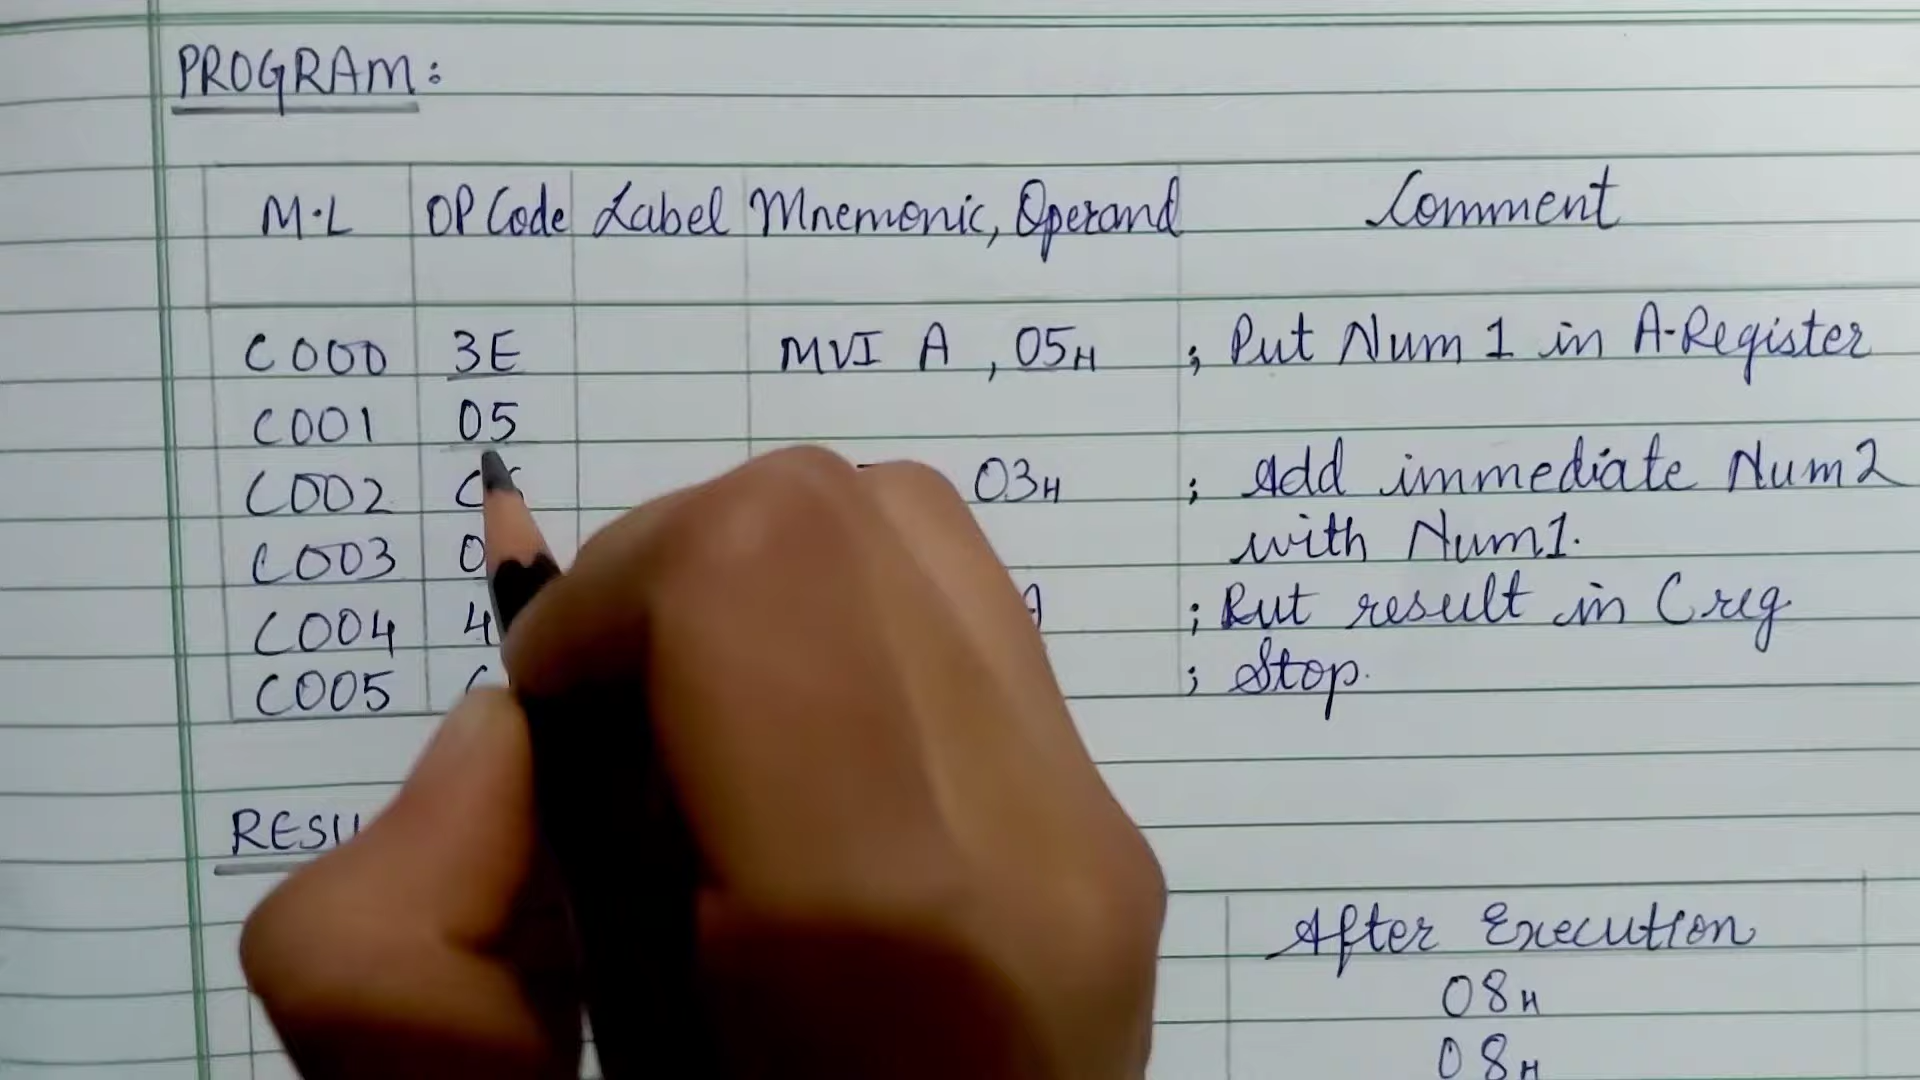 PROGRAM:
M.L OP Code Label Mnemonic, Operand Comment
C000 3E MVI A, 05H ; Put Num 1 in A-Register
C001 05
C002 03H ; Add immediate Num2
C003 with Num1.
C004 ; Put result in C reg
C005 ; Stop.
After Execution
08H
08H